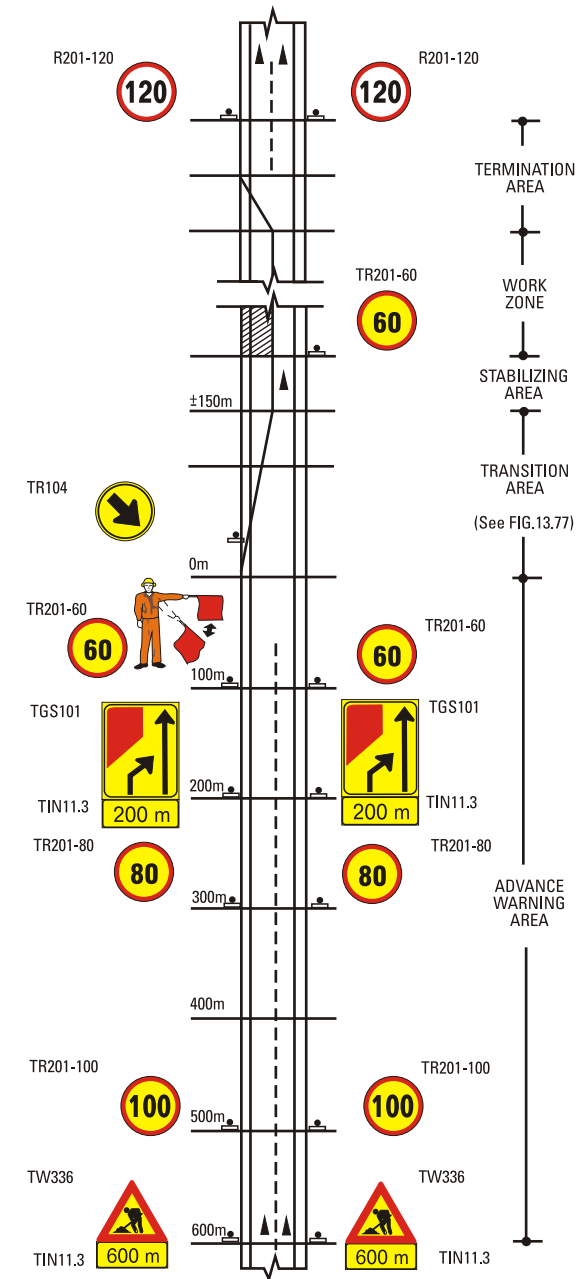 R201-120
R201-120
120
120
TERMINATION
AREA
TR201-60
WORK
ZONE
60
STABILIZING
AREA
±150m
TRANSITION
AREA
TR104
(See FIG.13.77)
0m
TR201-60
TR201-60
60
60
100m
TGS101
TGS101
200m
TIN11.3
200 m
200 m
TIN11.3
TR201-80
TR201-80
80
80
300m
ADVANCE
WARNING
AREA
400m
TR201-100
TR201-100
100
100
500m
TW336
TW336
600m
TIN11.3
600 m
600 m
TIN11.3